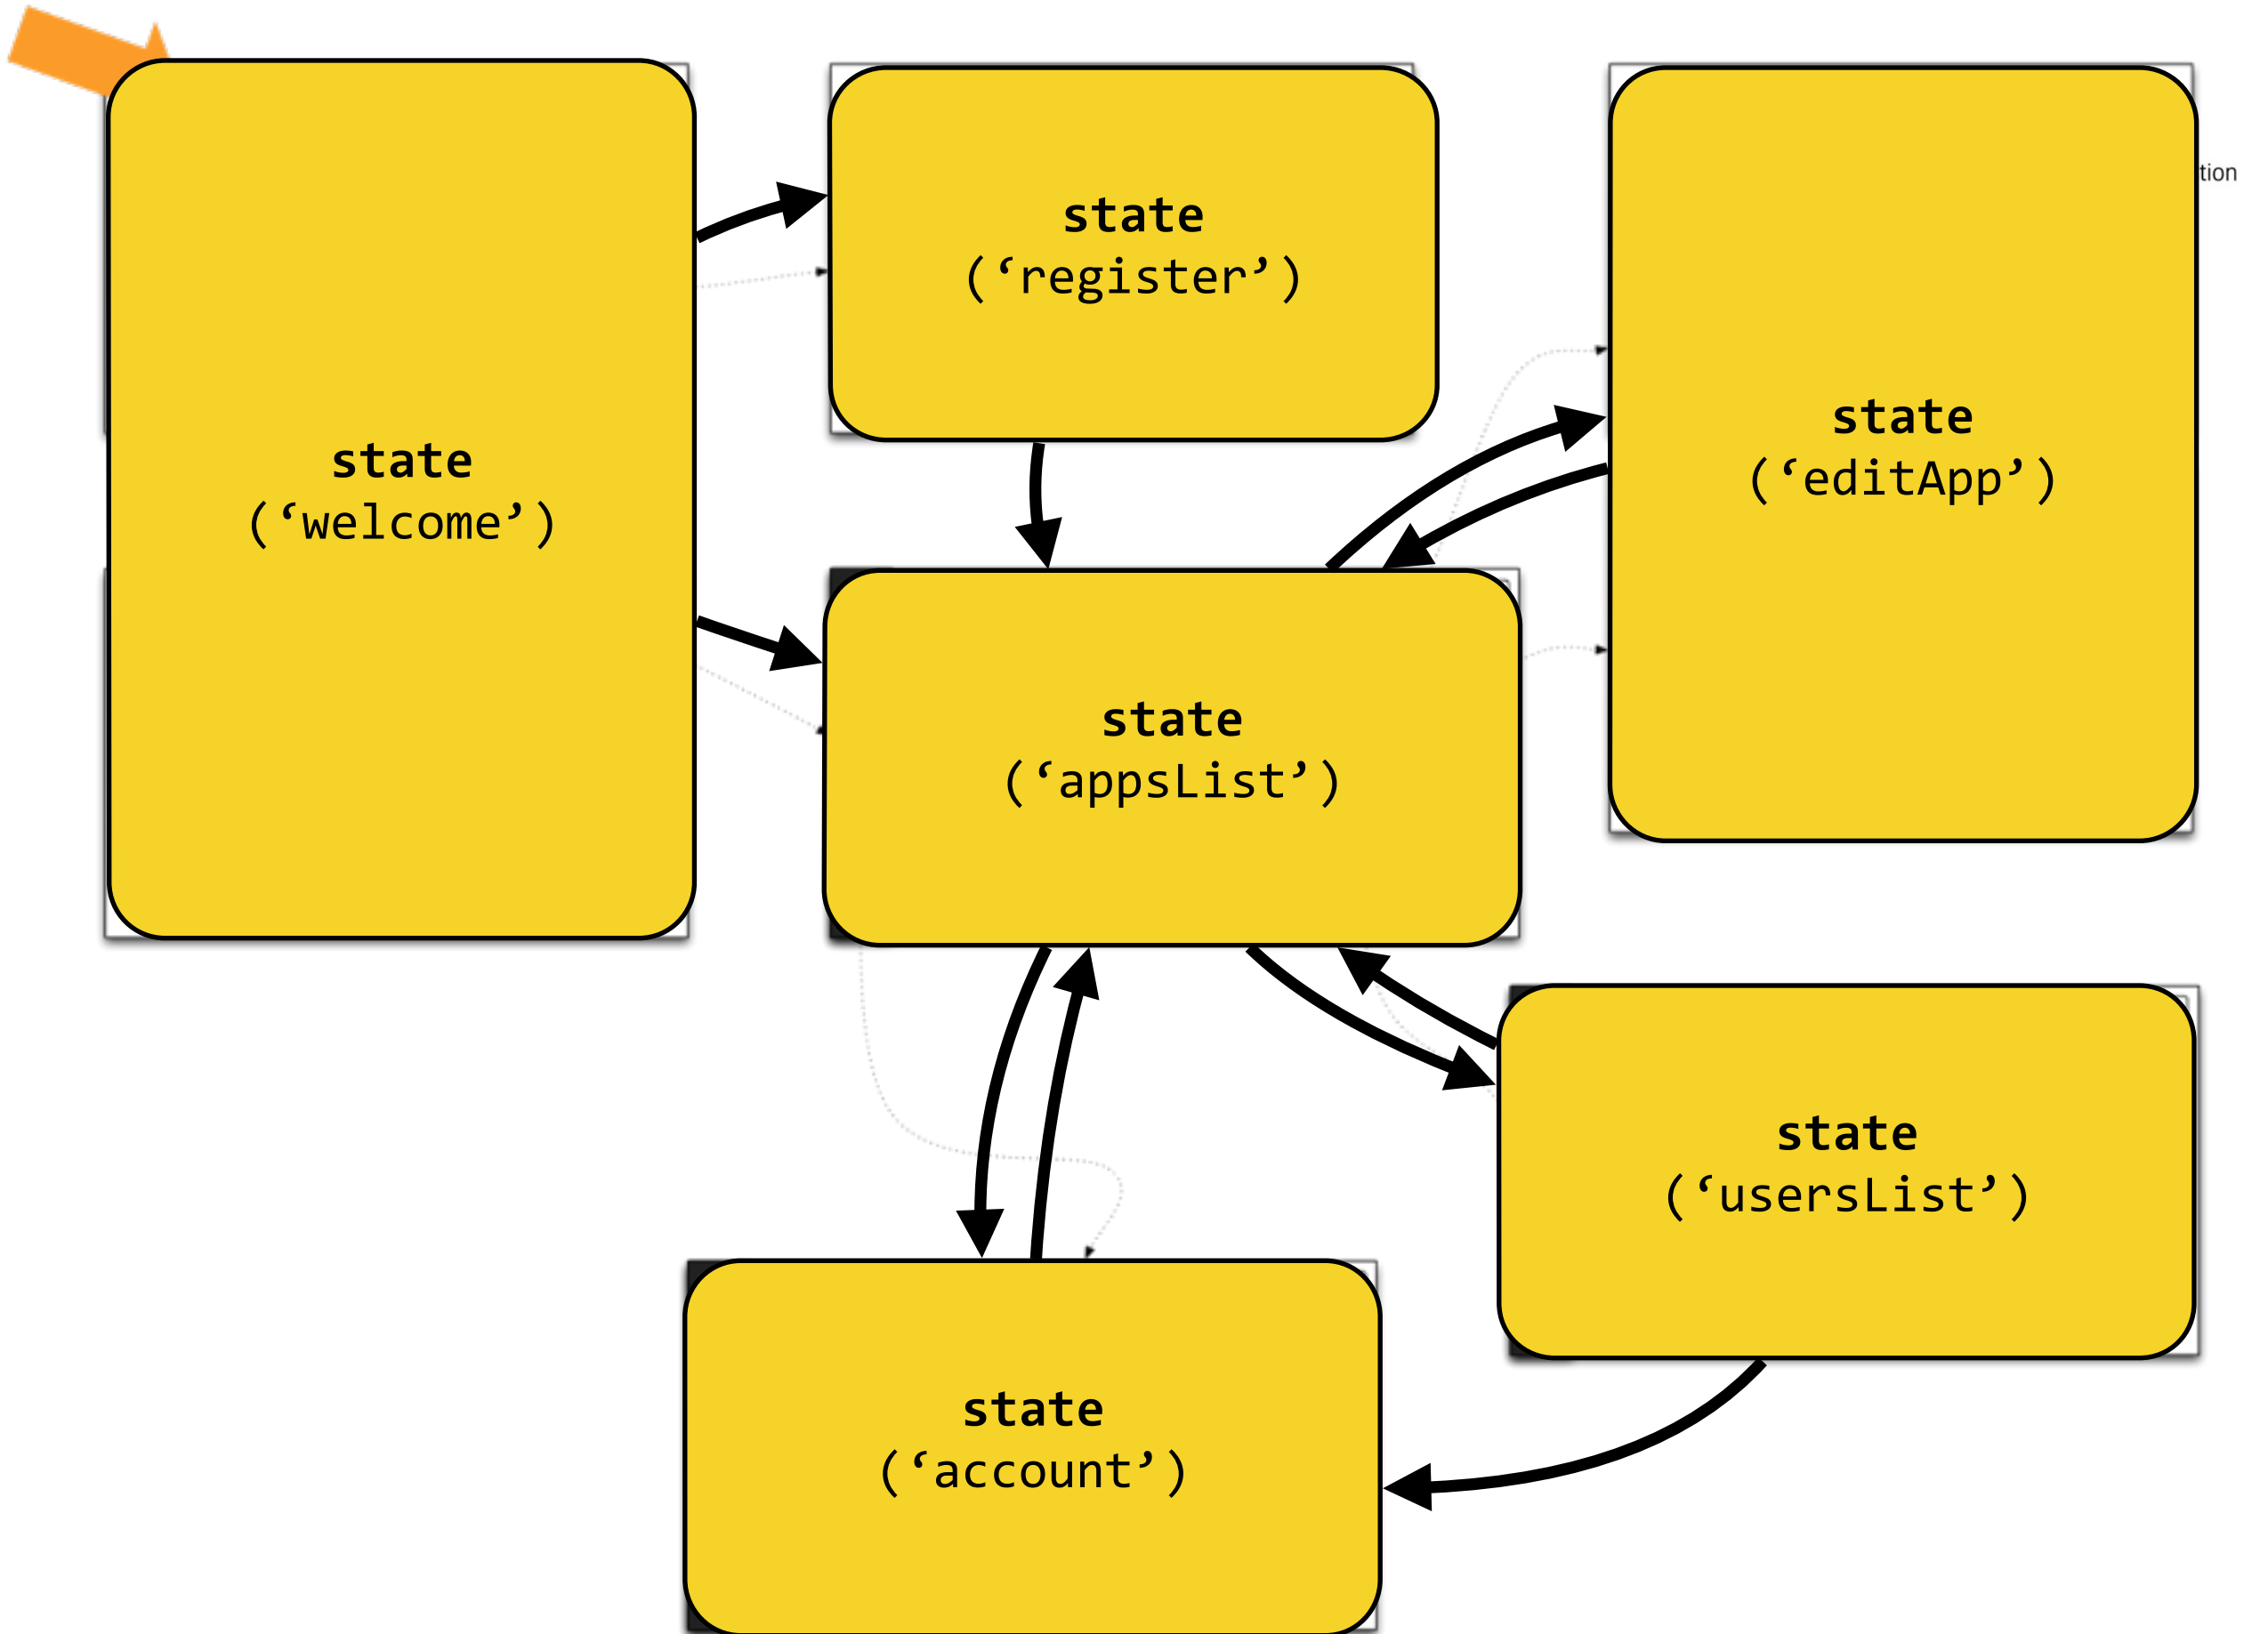 state
(‘welcome’)
state
(‘register’)
state
(‘editApp’)
tion
state
(‘appsList’)
state
(‘usersList’)
state
(‘account’)